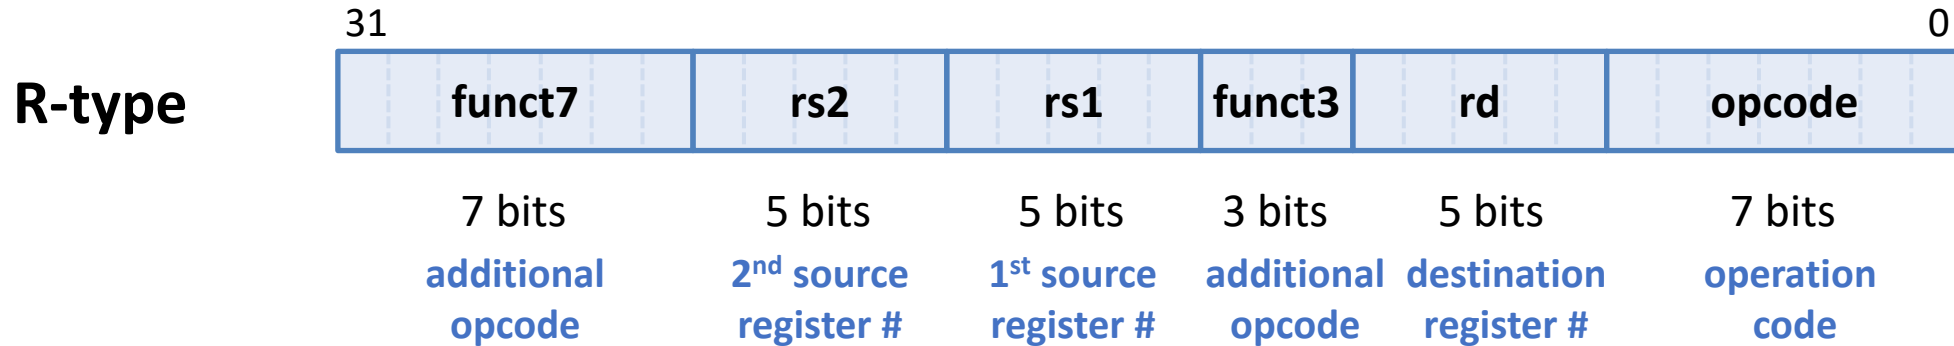 31 0
R-type funct7 rs2 rs1 funct3 rd opcode
7 bits 5 bits 5 bits 3 bits 5 bits 7 bits
additional 2nd source 1st source additional destination operation
opcode register # register # opcode register # code